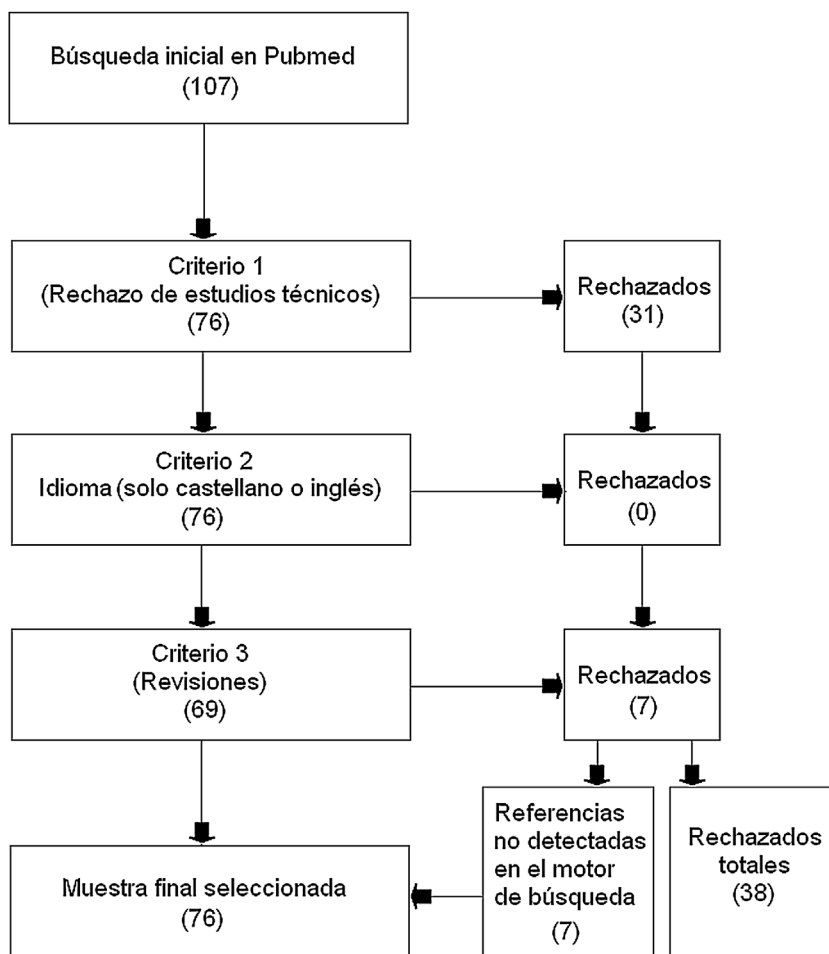 Búsqueda inicial en Pubmed
(107)
Criterio 1
(Rechazo de estudios técnicos)
(76)
Rechazados
(31)
Criterio 2
Idioma (solo castellano o inglés)
(76)
Rechazados
(0)
Criterio 3
(Revisiones)
(69)
Rechazados
(7)
Referencias
no detectadas
en el motor
de búsqueda
(7)
Rechazados
totales
(38)
Muestra final seleccionada
(76)